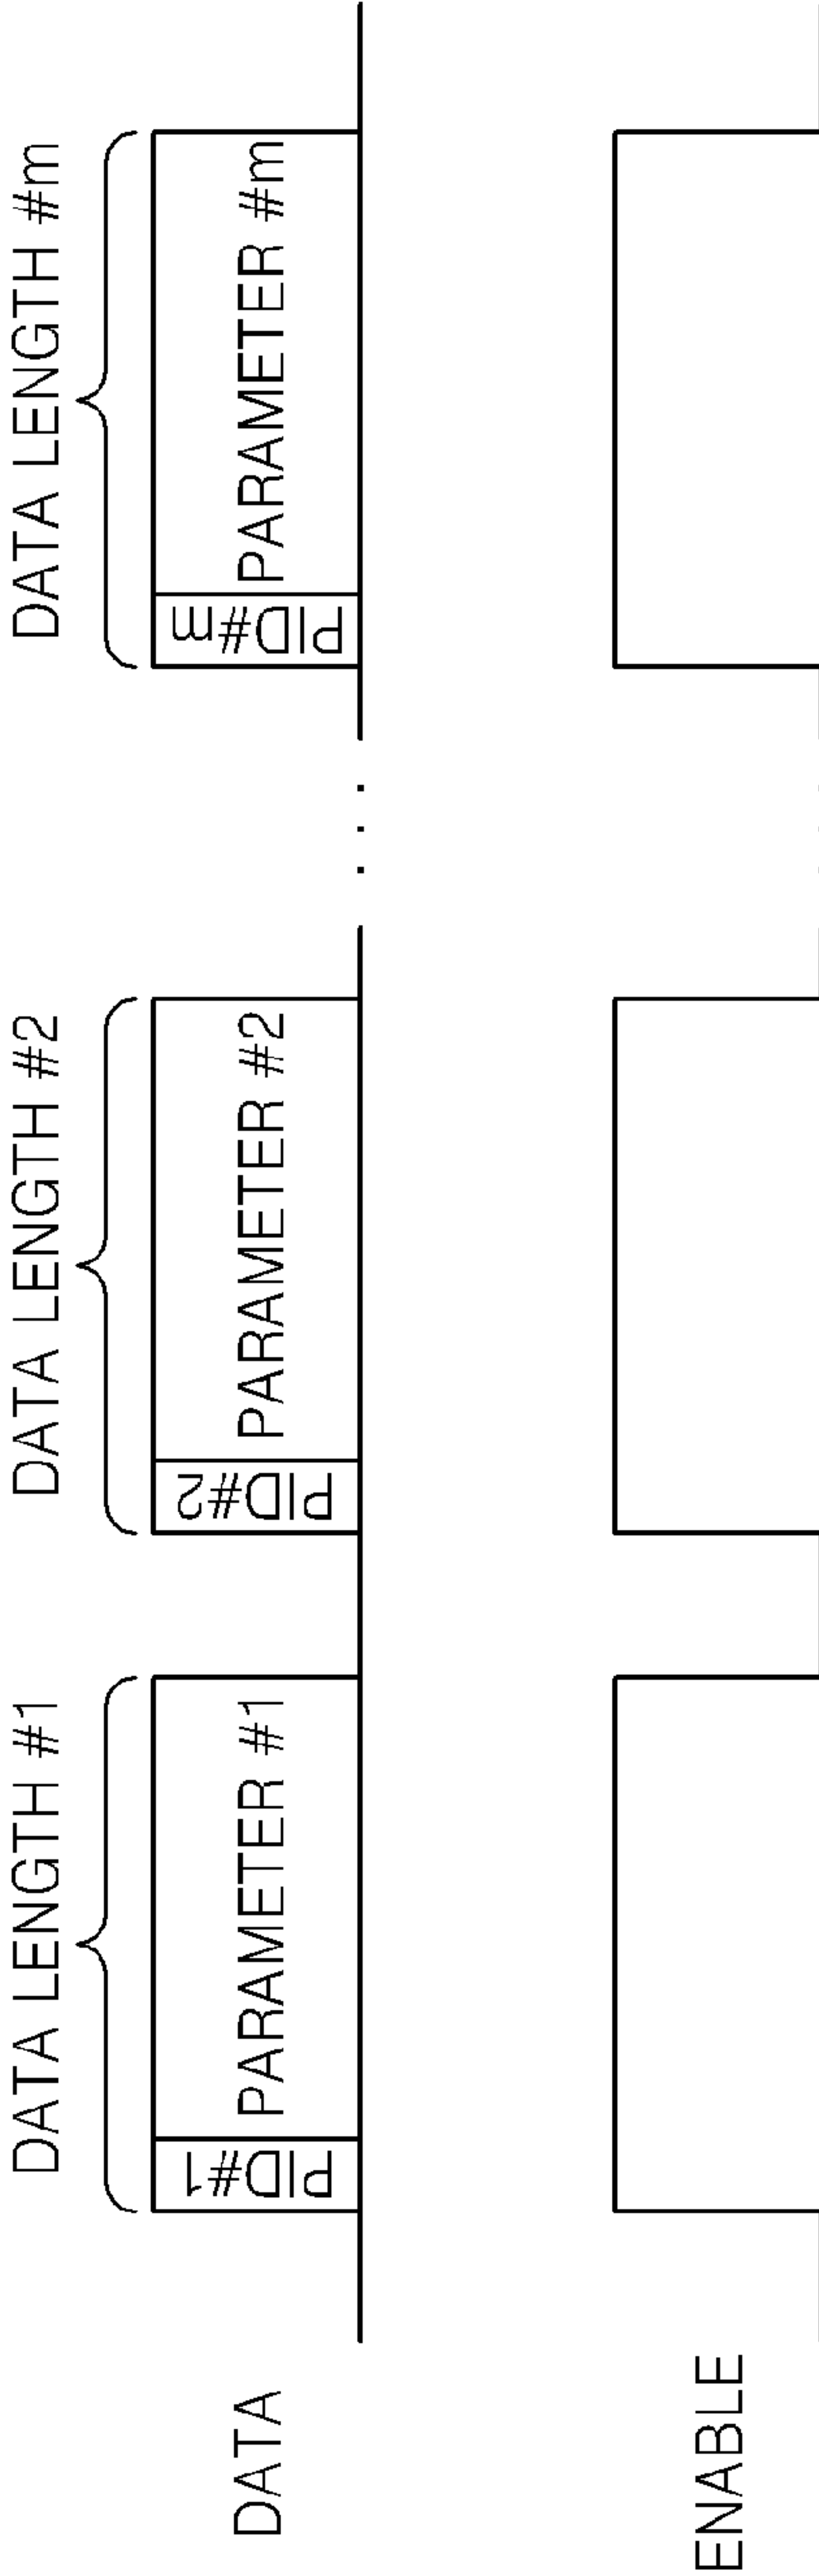 DATA LENGTH #1
DATA LENGTH #2
DATA LENGTH #m
DATA
PID#1
PARAMETER #1
PID#2
PARAMETER #2
. . .
PID#m
PARAMETER #m
ENABLE